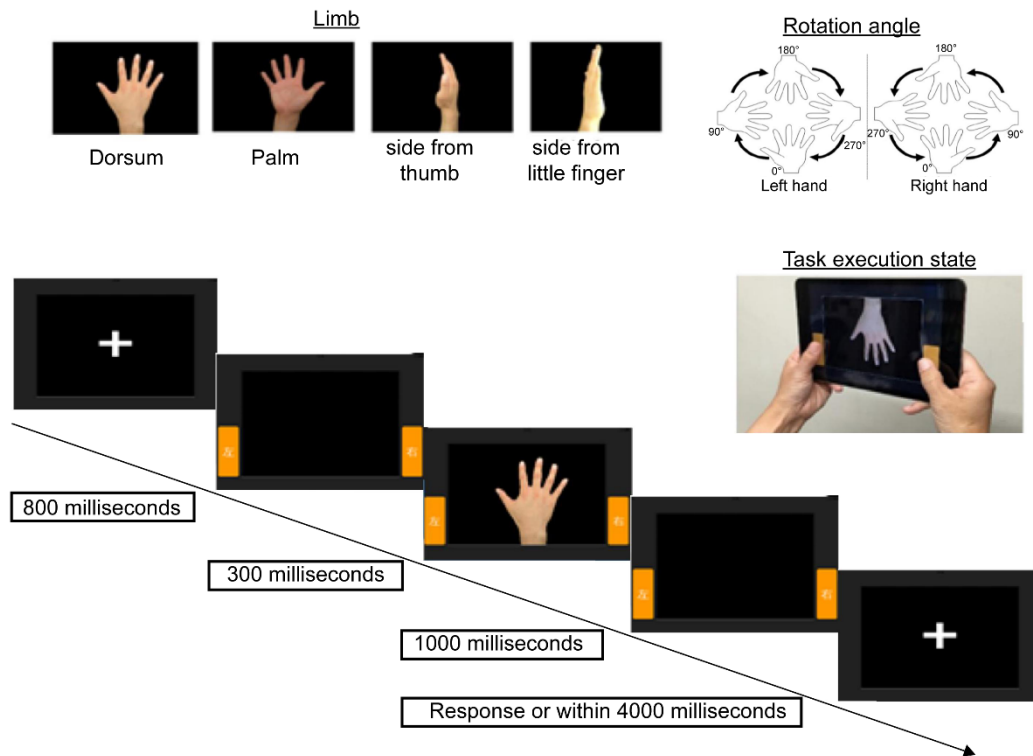 Limb
Dorsum
Palm
side from
thumb
side from
little finger
Rotation angle
180°
90°
270°
0°
Left hand
180°
270°
90°
0°
Right hand
Task execution state
800 milliseconds
左
右
300 milliseconds
左
右
1000 milliseconds
左
右
Response or within 4000 milliseconds